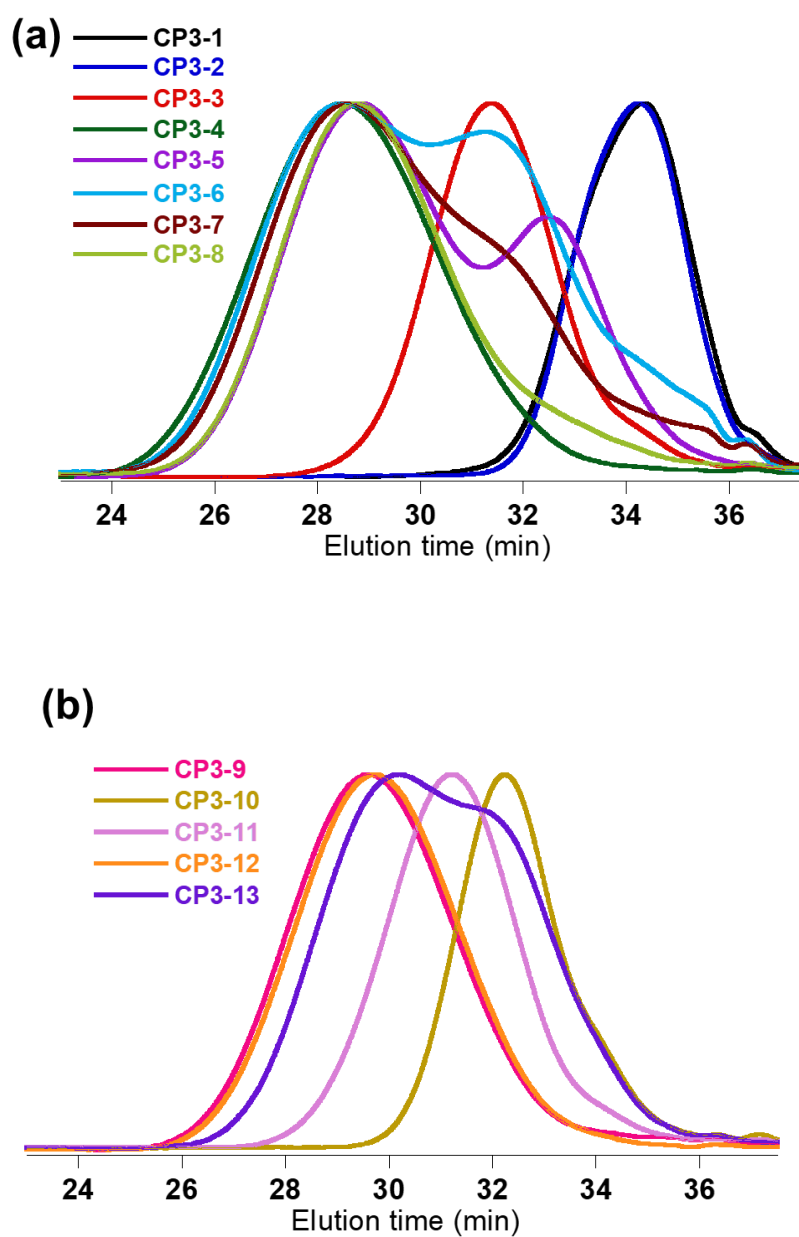 (a)
CP3-1
CP3-2
CP3-3
CP3-4
CP3-5
CP3-6
CP3-7
CP3-8
24 26 28 30 32 34 36
Elution time (min)
(b)
CP3-9
CP3-10
CP3-11
CP3-12
CP3-13
24 26 28 30 32 34 36
Elution time (min)